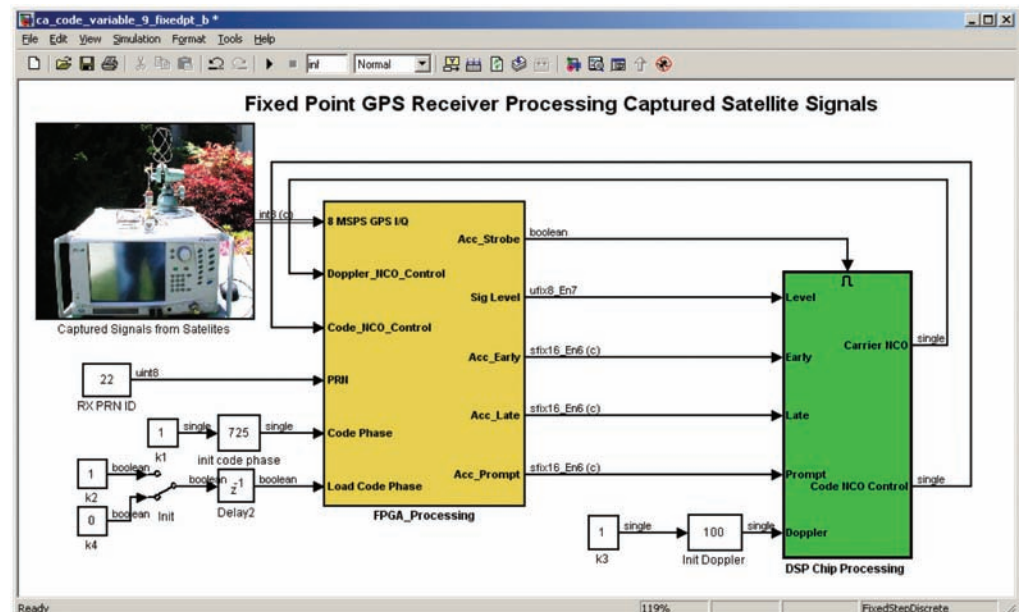 ca_code_variable_9_fixedpt_b *
File Edit View Simulation Format Tools Help
inf Normal
Fixed Point GPS Receiver Processing Captured Satellite Signals
Captured Signals from Satelites
int8 (c)
8 MSPS GPS I/Q
Doppler_NCO_Control
Code_NCO_Control
PRN
Code Phase
Load Code Phase
Acc_Strobe
Sig Level
Acc_Early
Acc_Late
Acc_Prompt
FPGA_Processing
boolean
ufix8_En7
sfix16_En6 (c)
sfix16_En6 (c)
sfix16_En6 (c)
Level
Early
Late
Prompt
Doppler
Carrier NCO
Code NCO Control
DSP Chip Processing
single
single
22
uint8
RX PRN ID
1
k1
single
725
init code phase
single
1
k2
boolean
0
k4
boolean
Init
boolean
z-1
Delay2
boolean
1
k3
single
100
Init Doppler
single
Ready
119%
FixedStepDiscrete